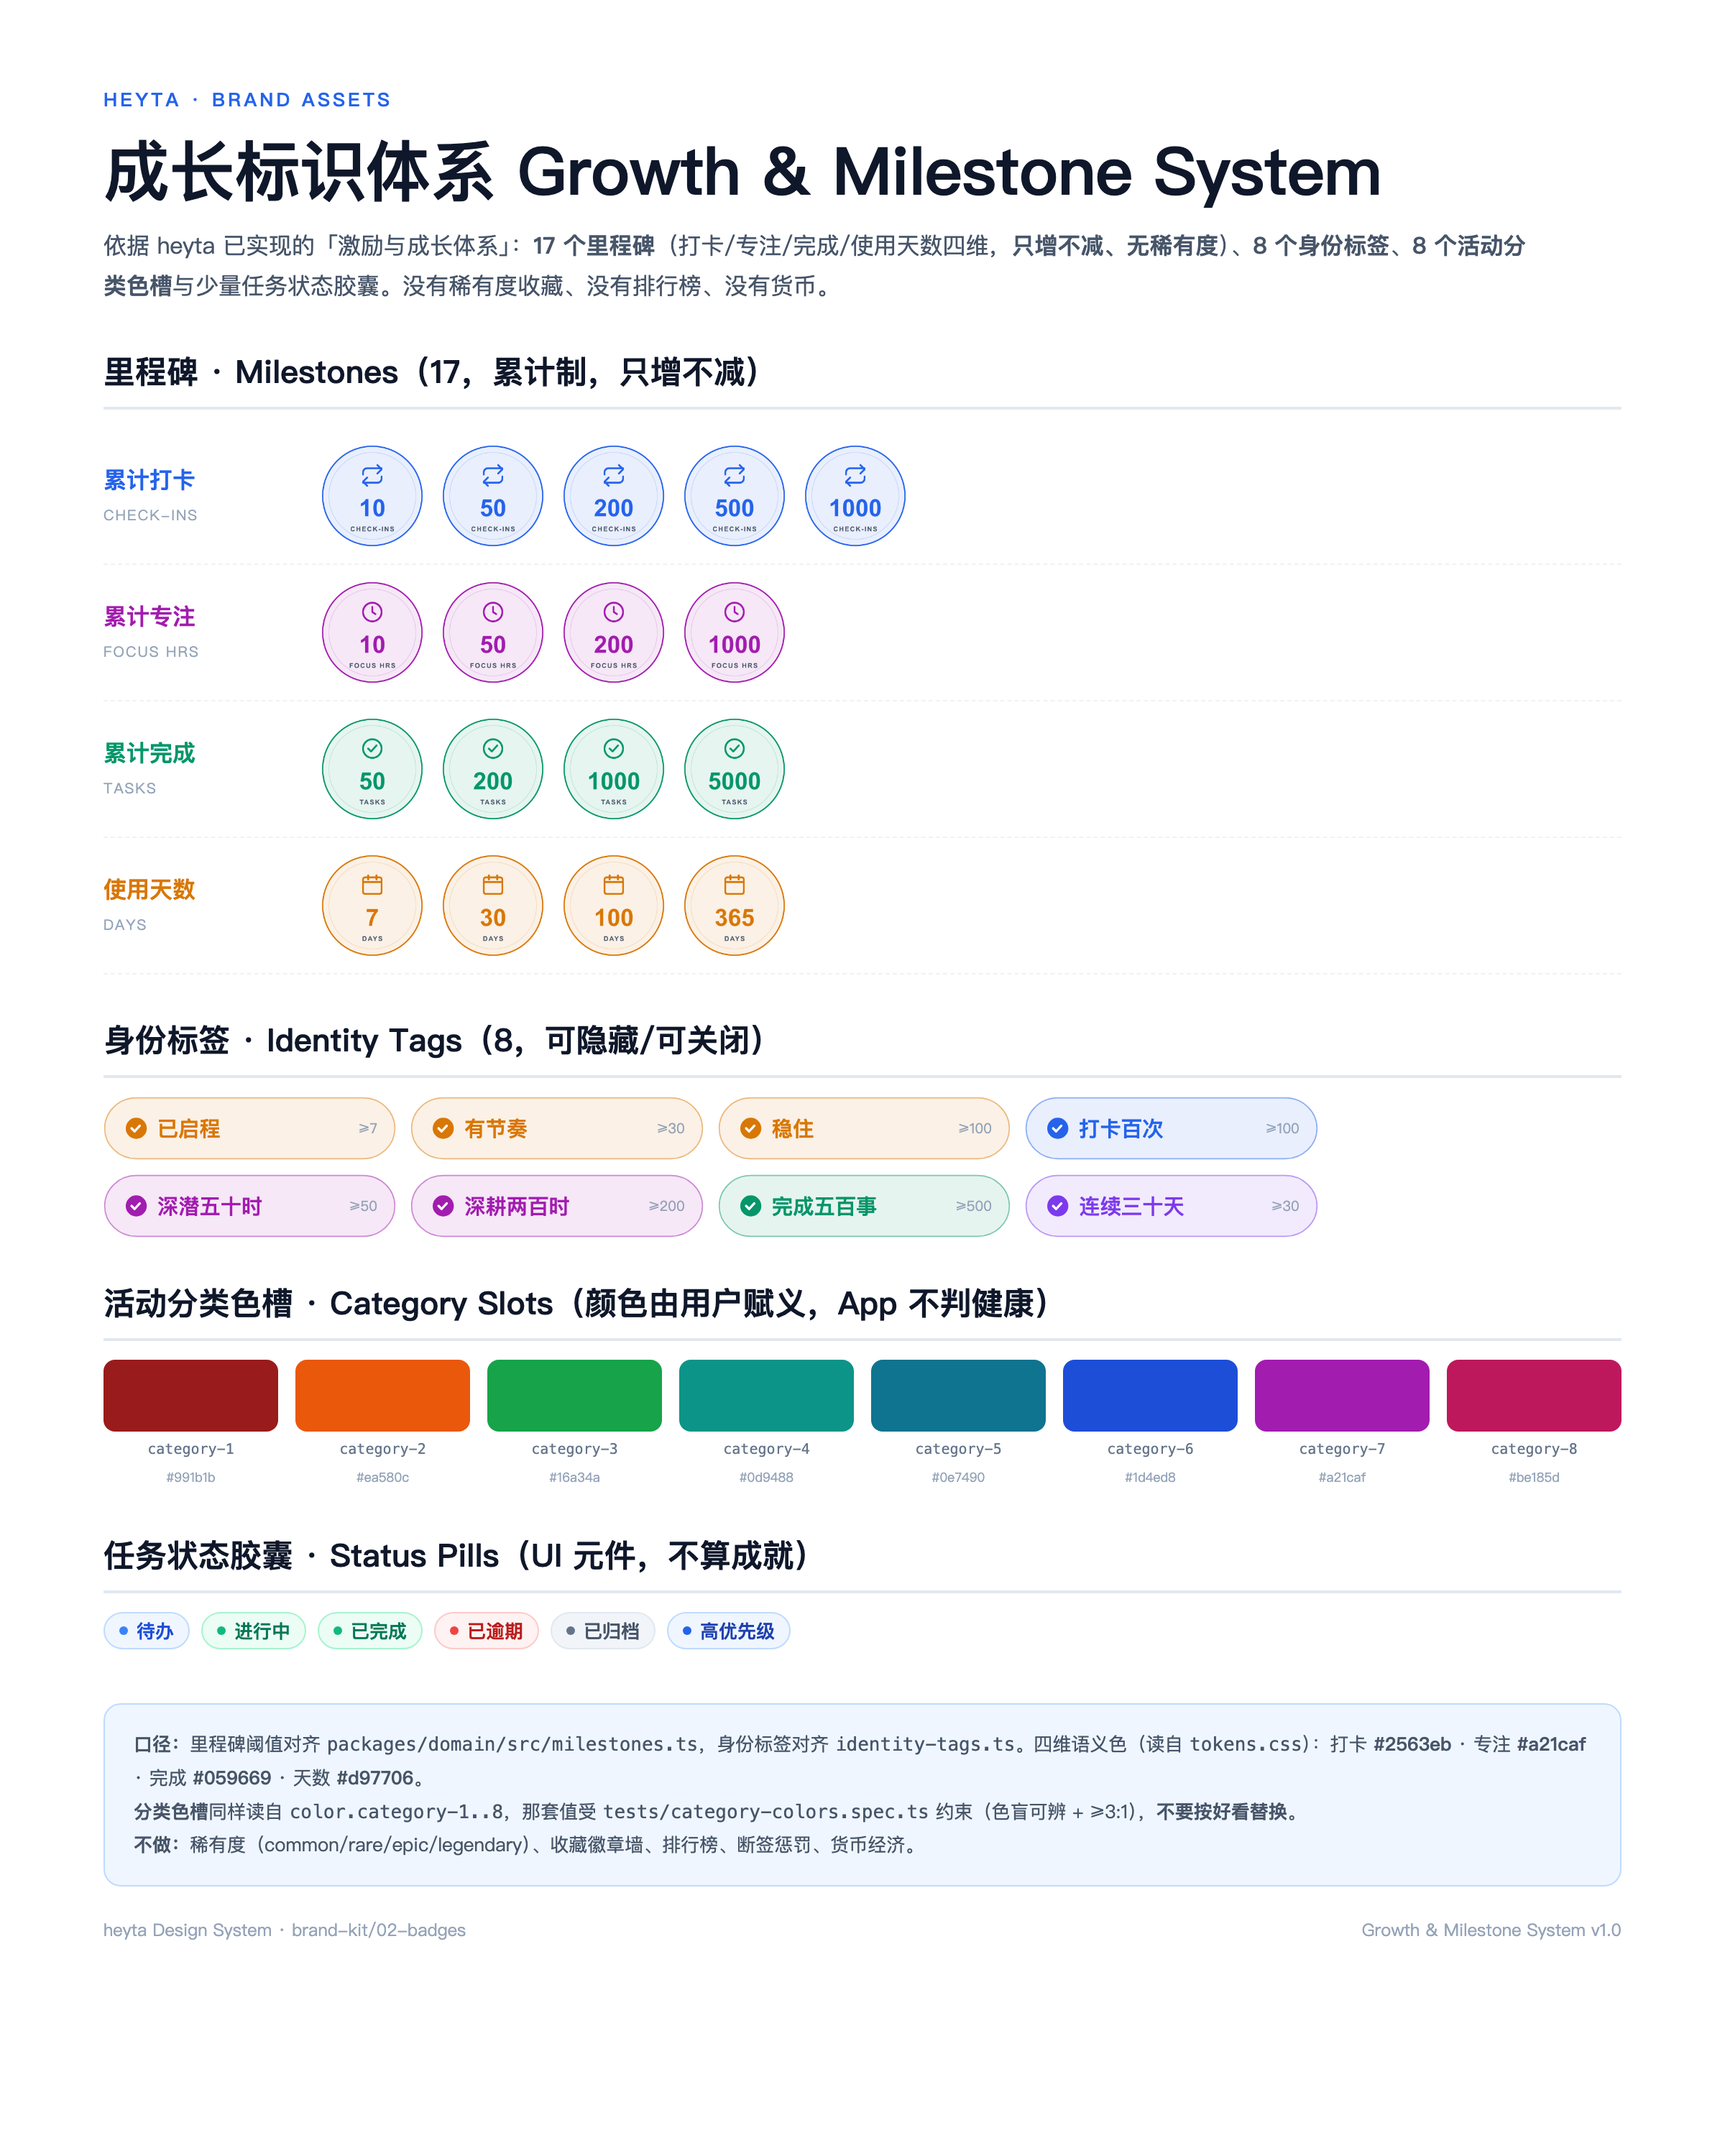 HEYTA · BRAND ASSETS
成长标识体系 Growth & Milestone System
依据 heyta 已实现的「激励与成长体系」：17 个里程碑（打卡/专注/完成/使用天数四维，只增不减、无稀有度）、8 个身份标签、8 个活动分
类色槽与少量任务状态胶囊。没有稀有度收藏、没有排行榜、没有货币。
里程碑 · Milestones（17，累计制，只增不减）
累计打卡
CHECK-INS
10 50 200 500 1000
CHECK-INS CHECK-INS CHECK-INS CHECK-INS CHECK-INS
累计专注
FOCUS HRS
10 50 200 1000
FOCUS HRS FOCUS HRS FOCUS HRS FOCUS HRS
累计完成
TASKS
50 200 1000 5000
TASKS TASKS TASKS TASKS
使用天数
DAYS
7 30 100 365
DAYS DAYS DAYS DAYS
身份标签 · Identity Tags（8，可隐藏/可关闭）
已启程 ≥7 有节奏 ≥30 稳住 ≥100 打卡百次 ≥100
深潜五十时 ≥50 深耕两百时 ≥200 完成五百事 ≥500 连续三十天 ≥30
活动分类色槽 · Category Slots（颜色由用户赋义，App 不判健康）
category-1 category-2 category-3 category-4 category-5 category-6 category-7 category-8
#991b1b #ea580c #16a34a #0d9488 #0e7490 #1d4ed8 #a21caf #be185d
任务状态胶囊 · Status Pills（UI 元件，不算成就）
待办 进行中 已完成 已逾期 已归档 高优先级
口径：里程碑阈值对齐 packages/domain/src/milestones.ts，身份标签对齐 identity-tags.ts。四维语义色（读自 tokens.css）：打卡 #2563eb · 专注 #a21caf
· 完成 #059669 · 天数 #d97706。
分类色槽同样读自 color.category-1..8，那套值受 tests/category-colors.spec.ts 约束（色盲可辨 + ≥3:1），不要按好看替换。
不做：稀有度（common/rare/epic/legendary）、收藏徽章墙、排行榜、断签惩罚、货币经济。
heyta Design System · brand-kit/02-badges
Growth & Milestone System v1.0